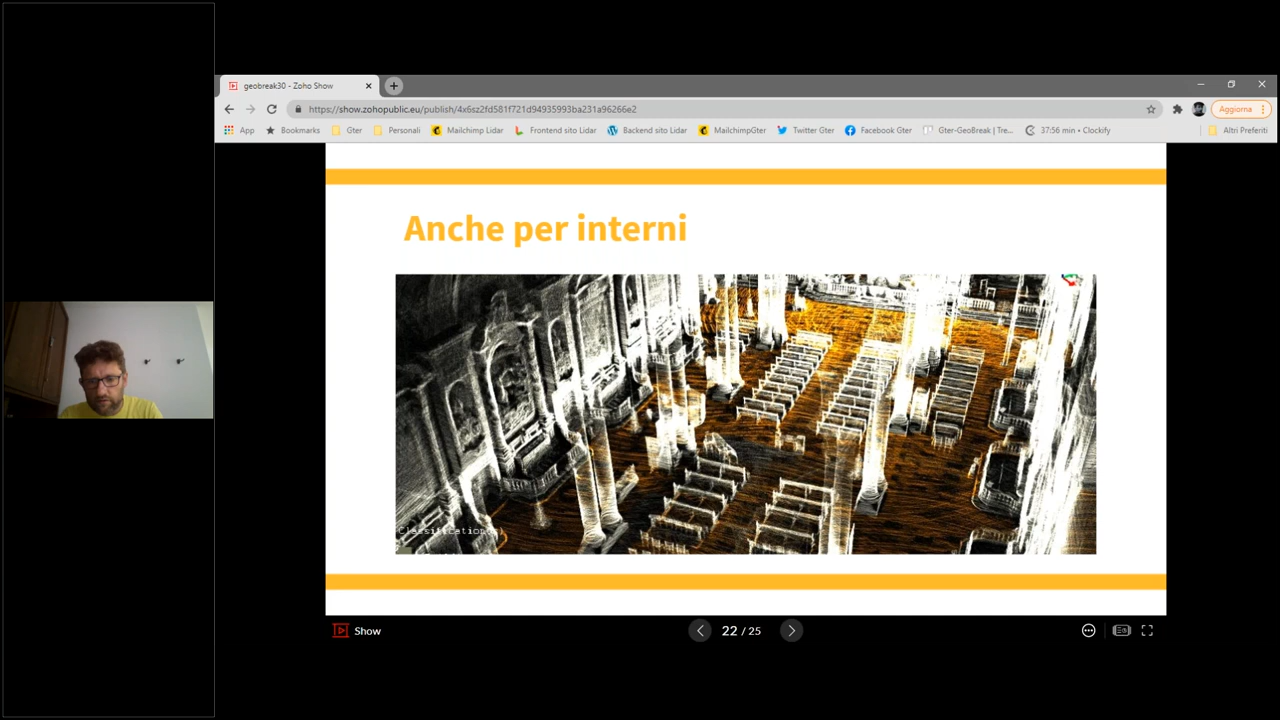 geobreak30 - Zoho Show
https://show.zohopublic.eu/publish/4x6sz2fd581f721d94935993ba231a96266e2
Aggiorna
App Bookmarks Gter Personali Mailchimp Lidar Frontend sito Lidar Backend sito Lidar MailchimpGter Twitter Gter Facebook Gter Gter-GeoBreak | Tre... 37:56 min • Clockify Altri Preferiti
Anche per interni
Classification
Show 22 / 25